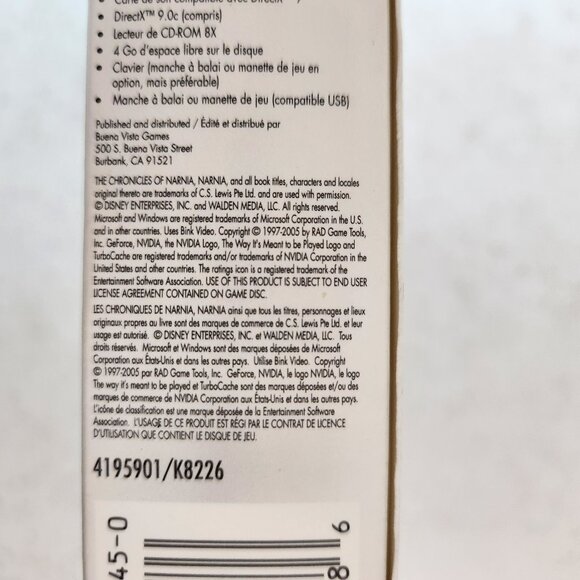 Carte de son compatible avec DirectX™ 9
• DirectX™ 9.0c (compris)
• Lecteur de CD-ROM 8X
• 4 Go d'espace libre sur le disque
• Clavier (manche à balai ou manette de jeu en
option, mais préférable)
• Manche à balai ou manette de jeu (compatible USB)
Published and distributed / Édité et distribué par
Buena Vista Games
500 S. Buena Vista Street
Burbank, CA 91521
THE CHRONICLES OF NARNIA, NARNIA, and all book titles, characters and locales
original thereto are trademarks of C.S. Lewis Pte Ltd. and are used with permission.
© DISNEY ENTERPRISES, INC. and WALDEN MEDIA, LLC. All rights reserved.
Microsoft and Windows are registered trademarks of Microsoft Corporation in the U.S.
and in other countries. Uses Bink Video. Copyright © 1997-2005 by RAD Game Tools,
Inc. GeForce, NVIDIA, the NVIDIA Logo, The Way It's Meant to be Played Logo and
TurboCache are registered trademarks and/or trademarks of NVIDIA Corporation in the
United States and other countries. The ratings icon is a registered trademark of the
Entertainment Software Association. USE OF THIS PRODUCT IS SUBJECT TO END USER
LICENSE AGREEMENT CONTAINED ON GAME DISC.
LES CHRONIQUES DE NARNIA, NARNIA ainsi que tous les titres, personnages et lieux
originaux propres au livre sont des marques de commerce de C.S. Lewis Pte Ltd. et leur
usage est autorisé. © DISNEY ENTERPRISES, INC. et WALDEN MEDIA, LLC. Tous
droits réservés. Microsoft et Windows sont des marques déposées de Microsoft
Corporation aux États-Unis et dans les autres pays. Utilise Bink Video. Copyright
© 1997-2005 par RAD Game Tools, Inc. GeForce, NVIDIA, le logo NVIDIA, le logo
The way it's meant to be played et TurboCache sont des marques déposées et/ou des
marques de commerce de NVIDIA Corporation aux États-Unis et dans les autres pays.
L'icône de classification est une marque déposée de la Entertainment Software
Association. L'USAGE DE CE PRODUIT EST RÉGI PAR LE CONTRAT DE LICENCE
D'UTILISATION QUE CONTIENT LE DISQUE DE JEU.
4195901/K8226
45-0
8 6